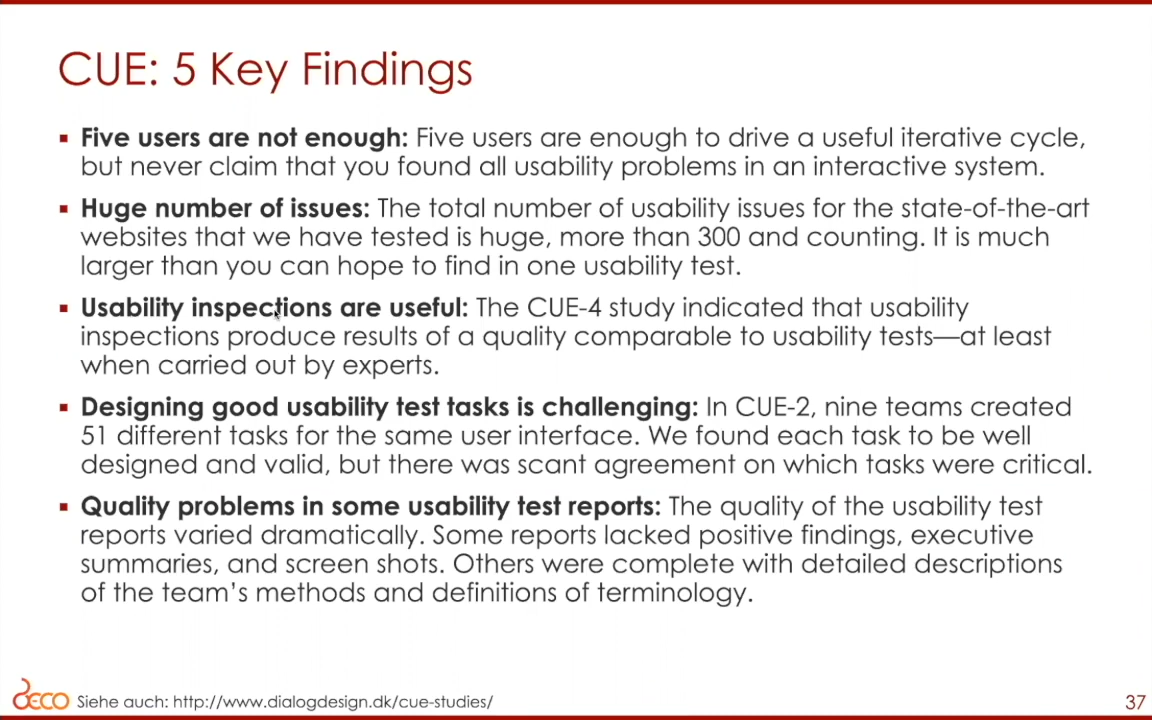 CUE: 5 Key Findings
▪ Five users are not enough: Five users are enough to drive a useful iterative cycle,
but never claim that you found all usability problems in an interactive system.
▪ Huge number of issues: The total number of usability issues for the state-of-the-art
websites that we have tested is huge, more than 300 and counting. It is much
larger than you can hope to find in one usability test.
▪ Usability inspections are useful: The CUE-4 study indicated that usability
inspections produce results of a quality comparable to usability tests—at least
when carried out by experts.
▪ Designing good usability test tasks is challenging: In CUE-2, nine teams created
51 different tasks for the same user interface. We found each task to be well
designed and valid, but there was scant agreement on which tasks were critical.
▪ Quality problems in some usability test reports: The quality of the usability test
reports varied dramatically. Some reports lacked positive findings, executive
summaries, and screen shots. Others were complete with detailed descriptions
of the team's methods and definitions of terminology.
DECO Siehe auch: http://www.dialogdesign.dk/cue-studies/
37